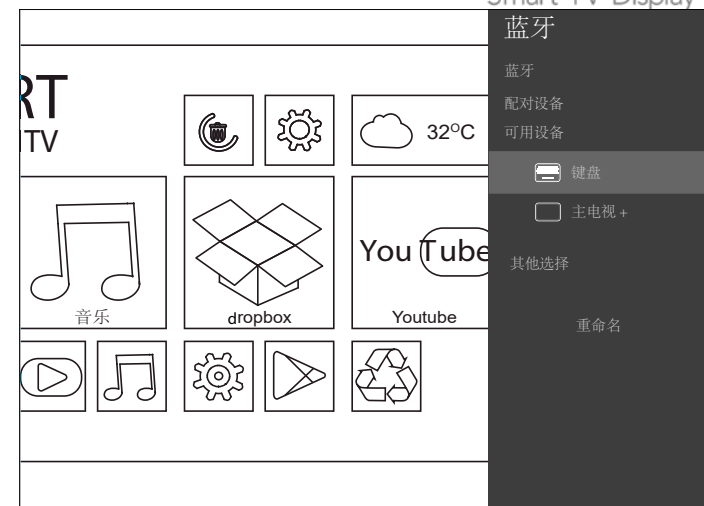 Smart TV Display
蓝牙
蓝牙
配对设备
可用设备
键盘
主电视 +
其他选择
重命名
RT
TV
32°C
You Tube
音乐
dropbox
Youtube